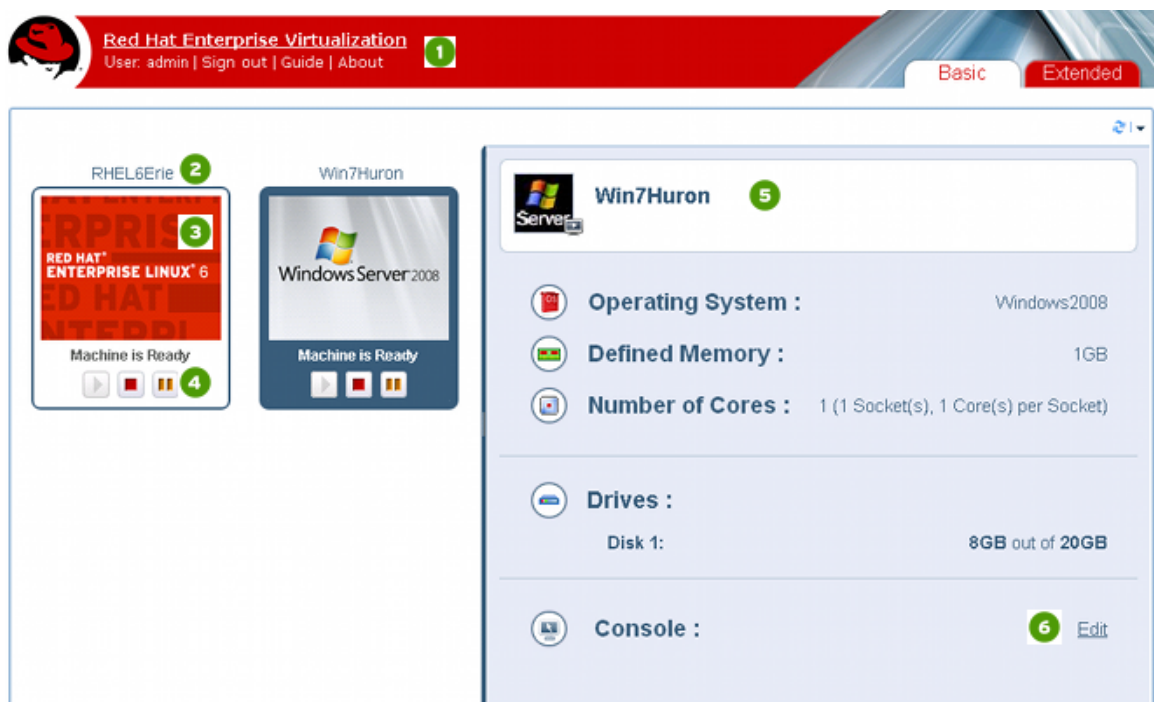 Red Hat Enterprise Virtualization
User: admin | Sign out | Guide | About
1
Basic
Extended
RHEL6Erie
2
Win7Huron
3
RED HAT
ENTERPRISE LINUX 6
Machine is Ready
4
Windows Server 2008
Machine is Ready
Server
Win7Huron
5
Operating System :
Windows2008
Defined Memory :
1GB
Number of Cores :
1 (1 Socket(s), 1 Core(s) per Socket)
Drives :
Disk 1:
8GB out of 20GB
Console :
6
Edit